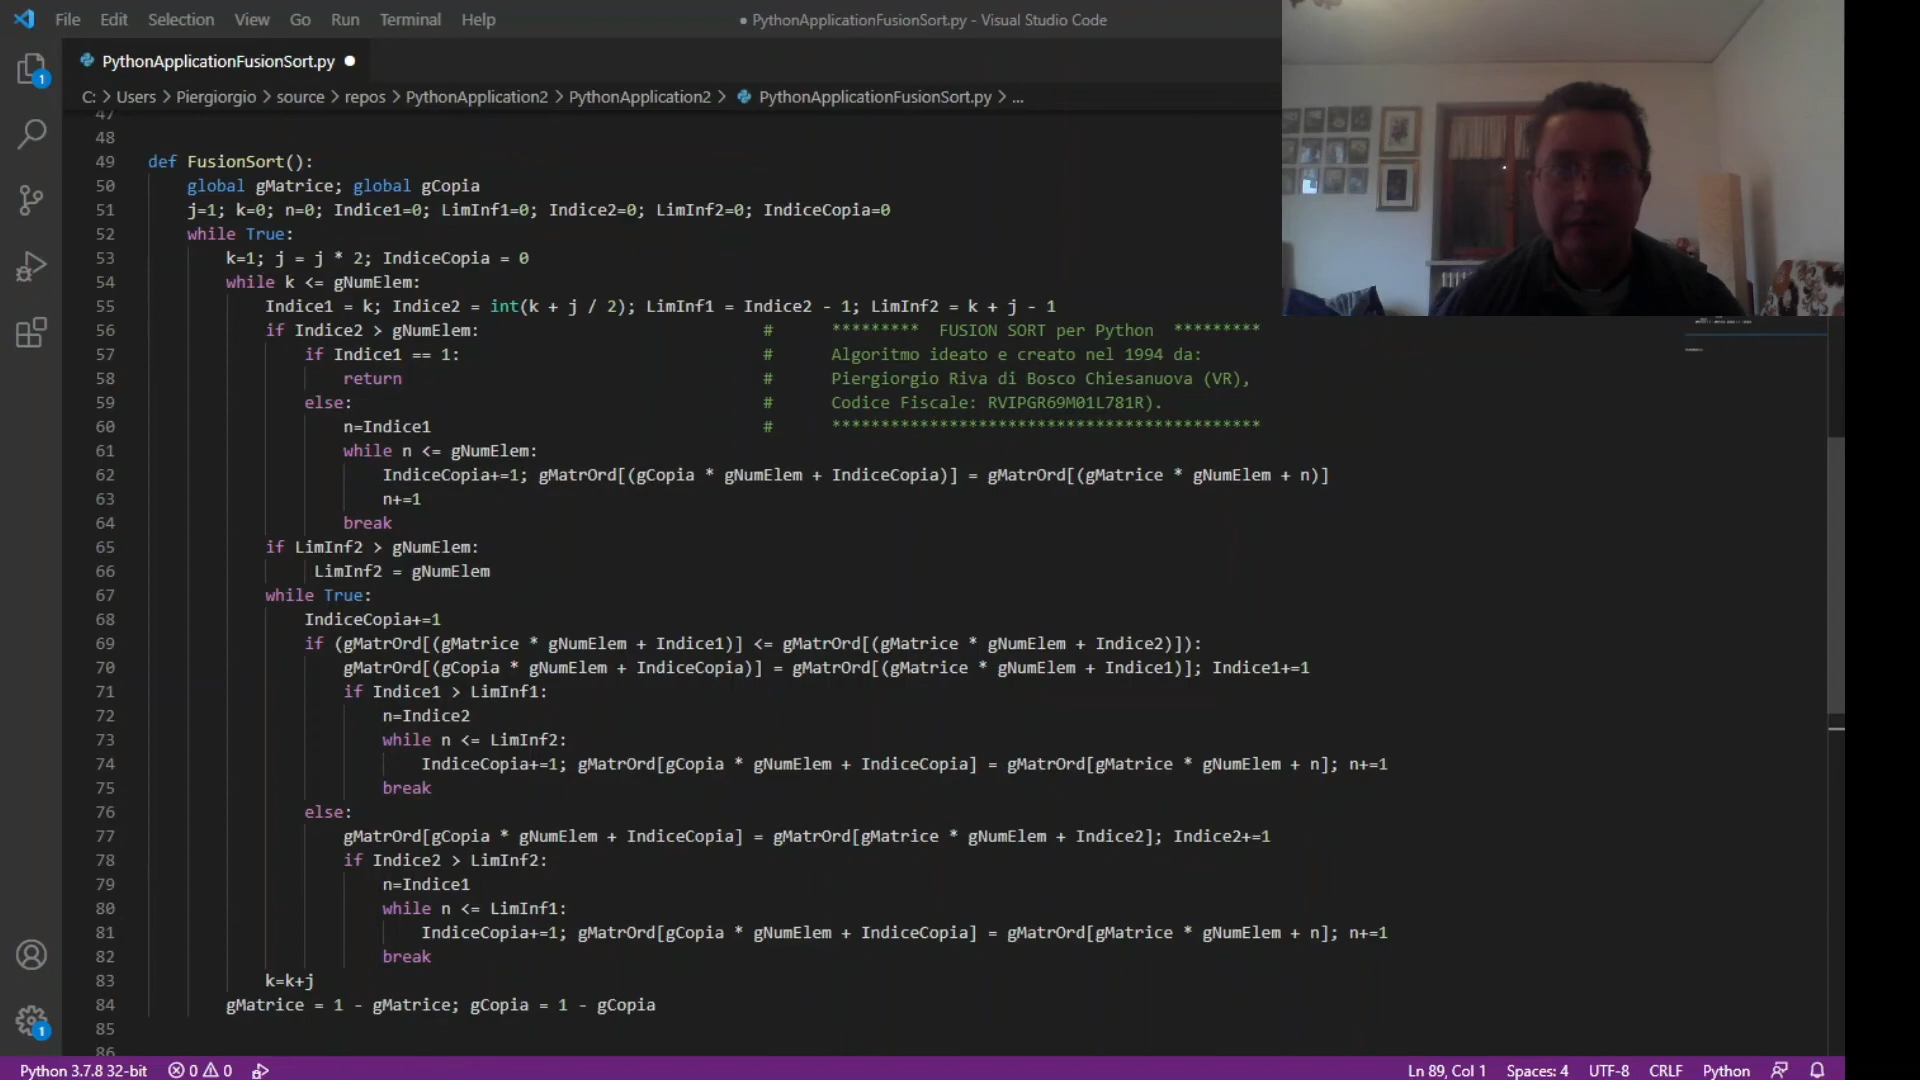 File Edit Selection View Go Run Terminal Help
● PythonApplicationFusionSort.py - Visual Studio Code
PythonApplicationFusionSort.py ●
C: > Users > Piergiorgio > source > repos > PythonApplication2 > PythonApplication2 > PythonApplicationFusionSort.py > ...
1
47
48
49 def FusionSort():
50 global gMatrice; global gCopia
51 j=1; k=0; n=0; Indice1=0; LimInf1=0; Indice2=0; LimInf2=0; IndiceCopia=0
52 while True:
53 k=1; j = j * 2; IndiceCopia = 0
54 while k <= gNumElem:
55 Indice1 = k; Indice2 = int(k + j / 2); LimInf1 = Indice2 - 1; LimInf2 = k + j - 1
56 if Indice2 > gNumElem: # ********* FUSION SORT per Python *********
57 if Indice1 == 1: # Algoritmo ideato e creato nel 1994 da:
58 return # Piergiorgio Riva di Bosco Chiesanuova (VR),
59 else: # Codice Fiscale: RVIPGR69M01L781R).
60 n=Indice1 # ********************************************
61 while n <= gNumElem:
62 IndiceCopia+=1; gMatrOrd[(gCopia * gNumElem + IndiceCopia)] = gMatrOrd[(gMatrice * gNumElem + n)]
63 n+=1
64 break
65 if LimInf2 > gNumElem:
66 LimInf2 = gNumElem
67 while True:
68 IndiceCopia+=1
69 if (gMatrOrd[(gMatrice * gNumElem + Indice1)] <= gMatrOrd[(gMatrice * gNumElem + Indice2)]):
70 gMatrOrd[(gCopia * gNumElem + IndiceCopia)] = gMatrOrd[(gMatrice * gNumElem + Indice1)]; Indice1+=1
71 if Indice1 > LimInf1:
72 n=Indice2
73 while n <= LimInf2:
74 IndiceCopia+=1; gMatrOrd[gCopia * gNumElem + IndiceCopia] = gMatrOrd[gMatrice * gNumElem + n]; n+=1
75 break
76 else:
77 gMatrOrd[gCopia * gNumElem + IndiceCopia] = gMatrOrd[gMatrice * gNumElem + Indice2]; Indice2+=1
78 if Indice2 > LimInf2:
79 n=Indice1
80 while n <= LimInf1:
81 IndiceCopia+=1; gMatrOrd[gCopia * gNumElem + IndiceCopia] = gMatrOrd[gMatrice * gNumElem + n]; n+=1
82 break
83 k=k+j
84 gMatrice = 1 - gMatrice; gCopia = 1 - gCopia
85
86
1
Python 3.7.8 32-bit 0 0 Ln 89, Col 1 Spaces: 4 UTF-8 CRLF Python